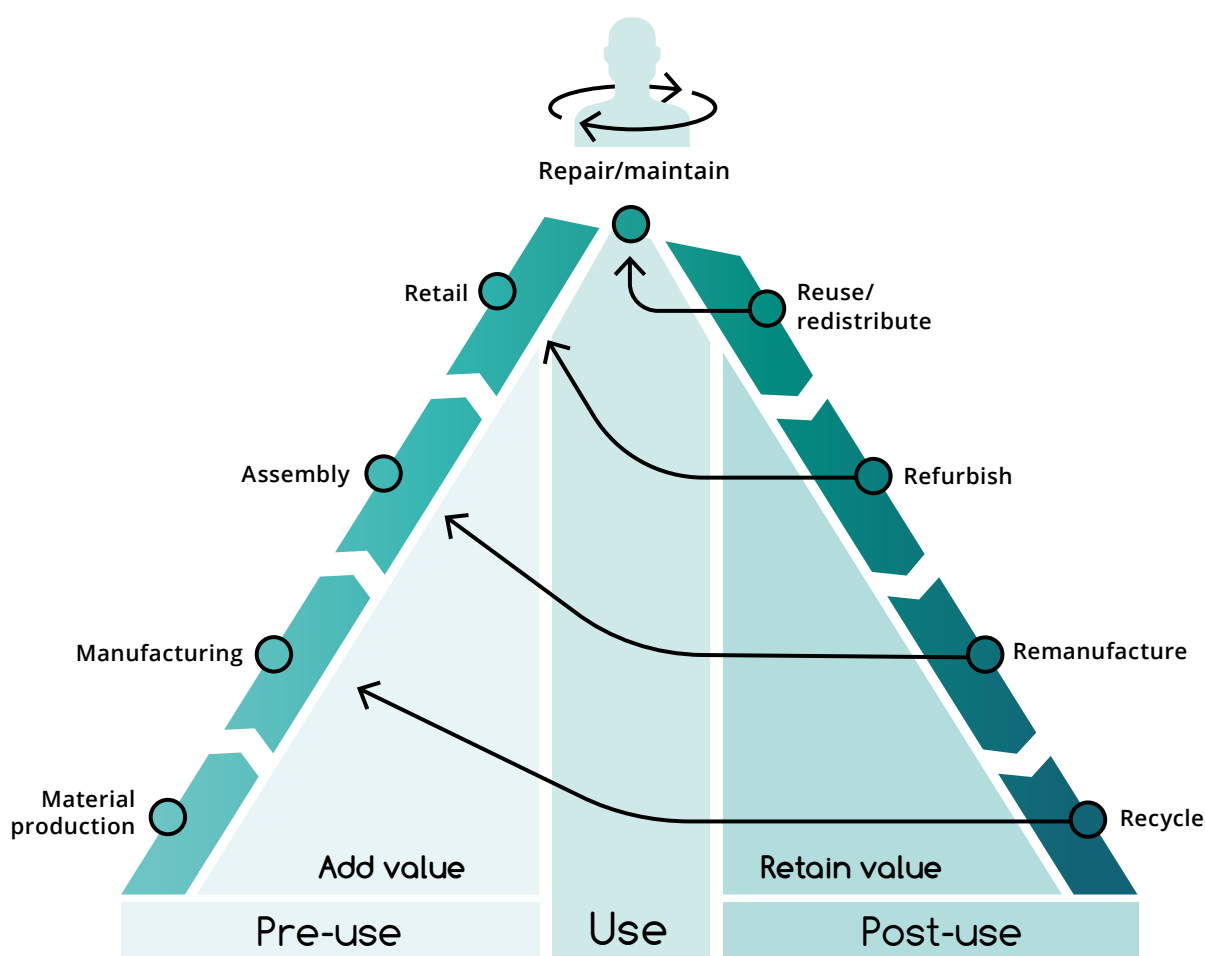 Repair/maintain
Retail
Reuse/
redistribute
Assembly
Refurbish
Manufacturing
Remanufacture
Material
production
Recycle
Add value
Retain value
Pre-use
Use
Post-use